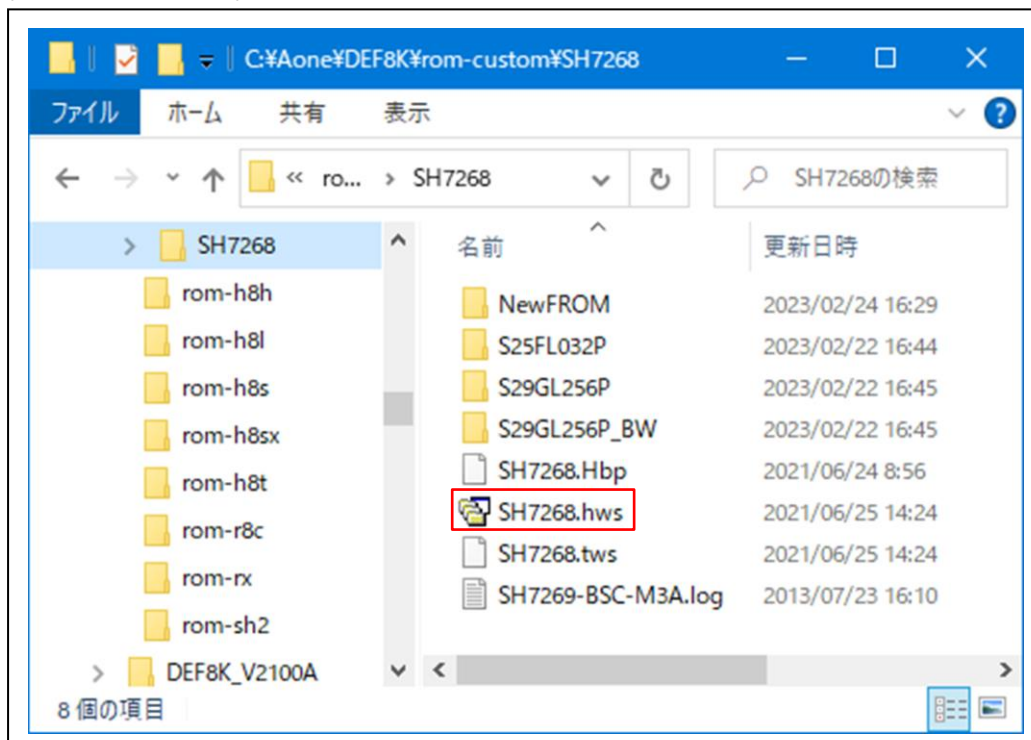 C:¥Aone¥DEF8K¥rom-custom¥SH7268
ファイル ホーム 共有 表示
« ro... › SH7268 SH7268の検索
SH7268
rom-h8h
rom-h8l
rom-h8s
rom-h8sx
rom-h8t
rom-r8c
rom-rx
rom-sh2
DEF8K_V2100A
名前 更新日時
NewFROM 2023/02/24 16:29
S25FL032P 2023/02/22 16:44
S29GL256P 2023/02/22 16:45
S29GL256P_BW 2023/02/22 16:45
SH7268.Hbp 2021/06/24 8:56
SH7268.hws 2021/06/25 14:24
SH7268.tws 2021/06/25 14:24
SH7269-BSC-M3A.log 2013/07/23 16:10
8 個の項目